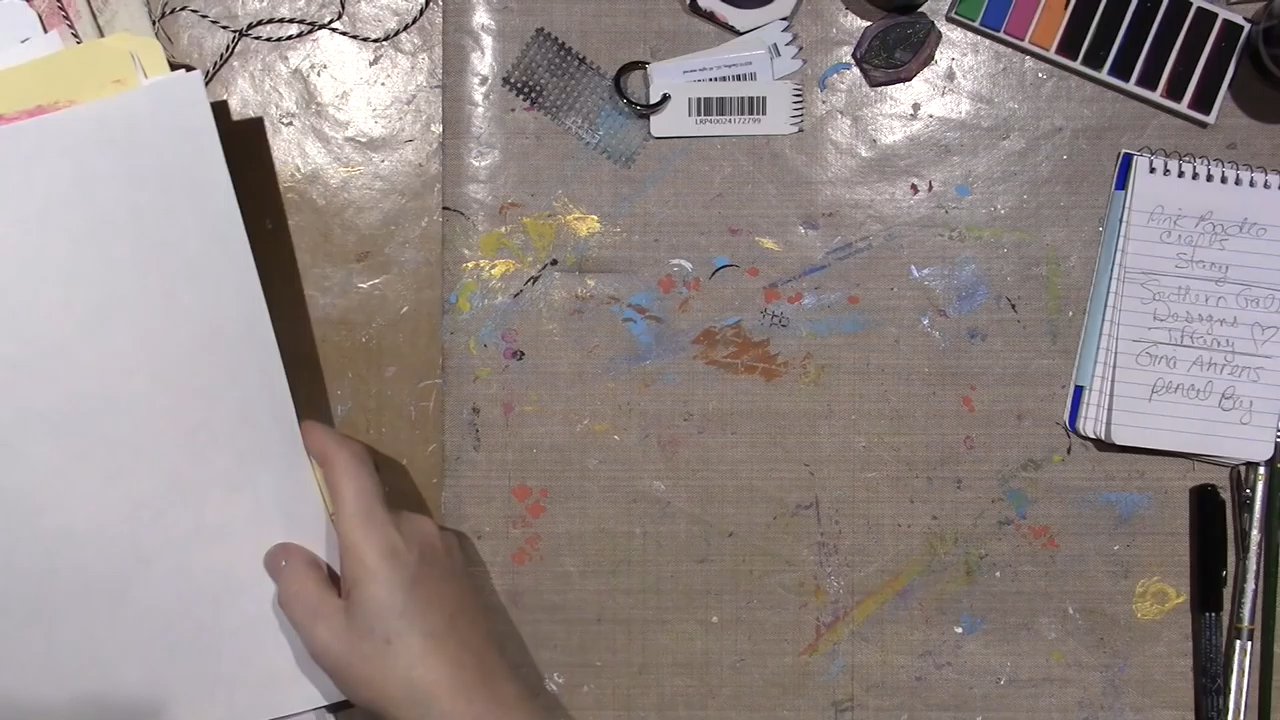 LRP40024172799
Pink Poodle
Crafts
Stacy
Southern Gal
Designs
Tiffany
Gina Ahrens
pencil Bay